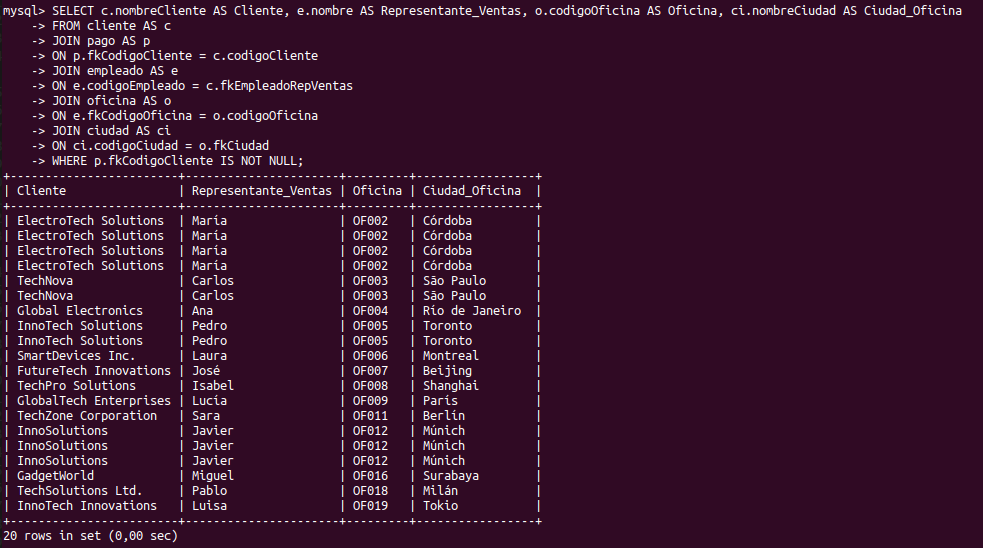 mysql> SELECT c.nombreCliente AS Cliente, e.nombre AS Representante_Ventas, o.codigoOficina AS Oficina, ci.nombreCiudad AS Ciudad_Oficina
    -> FROM cliente AS c
    -> JOIN pago AS p
    -> ON p.fkCodigoCliente = c.codigoCliente
    -> JOIN empleado AS e
    -> ON e.codigoEmpleado = c.fkEmpleadoRepVentas
    -> JOIN oficina AS o
    -> ON e.fkCodigoOficina = o.codigoOficina
    -> JOIN ciudad AS ci
    -> ON ci.codigoCiudad = o.fkCiudad
    -> WHERE p.fkCodigoCliente IS NOT NULL;
+------------------------+----------------------+---------+-----------------+
| Cliente                | Representante_Ventas | Oficina | Ciudad_Oficina  |
+------------------------+----------------------+---------+-----------------+
| ElectroTech Solutions  | María                | OF002   | Córdoba         |
| ElectroTech Solutions  | María                | OF002   | Córdoba         |
| ElectroTech Solutions  | María                | OF002   | Córdoba         |
| ElectroTech Solutions  | María                | OF002   | Córdoba         |
| TechNova               | Carlos               | OF003   | São Paulo       |
| TechNova               | Carlos               | OF003   | São Paulo       |
| Global Electronics     | Ana                  | OF004   | Río de Janeiro  |
| InnoTech Solutions     | Pedro                | OF005   | Toronto         |
| InnoTech Solutions     | Pedro                | OF005   | Toronto         |
| SmartDevices Inc.      | Laura                | OF006   | Montreal        |
| FutureTech Innovations | José                 | OF007   | Beijing         |
| TechPro Solutions      | Isabel               | OF008   | Shanghai        |
| GlobalTech Enterprises | Lucía                | OF009   | París           |
| TechZone Corporation   | Sara                 | OF011   | Berlín          |
| InnoSolutions          | Javier               | OF012   | Múnich          |
| InnoSolutions          | Javier               | OF012   | Múnich          |
| InnoSolutions          | Javier               | OF012   | Múnich          |
| GadgetWorld            | Miguel               | OF016   | Surabaya        |
| TechSolutions Ltd.     | Pablo                | OF018   | Milán           |
| InnoTech Innovations   | Luisa                | OF019   | Tokio           |
+------------------------+----------------------+---------+-----------------+
20 rows in set (0,00 sec)